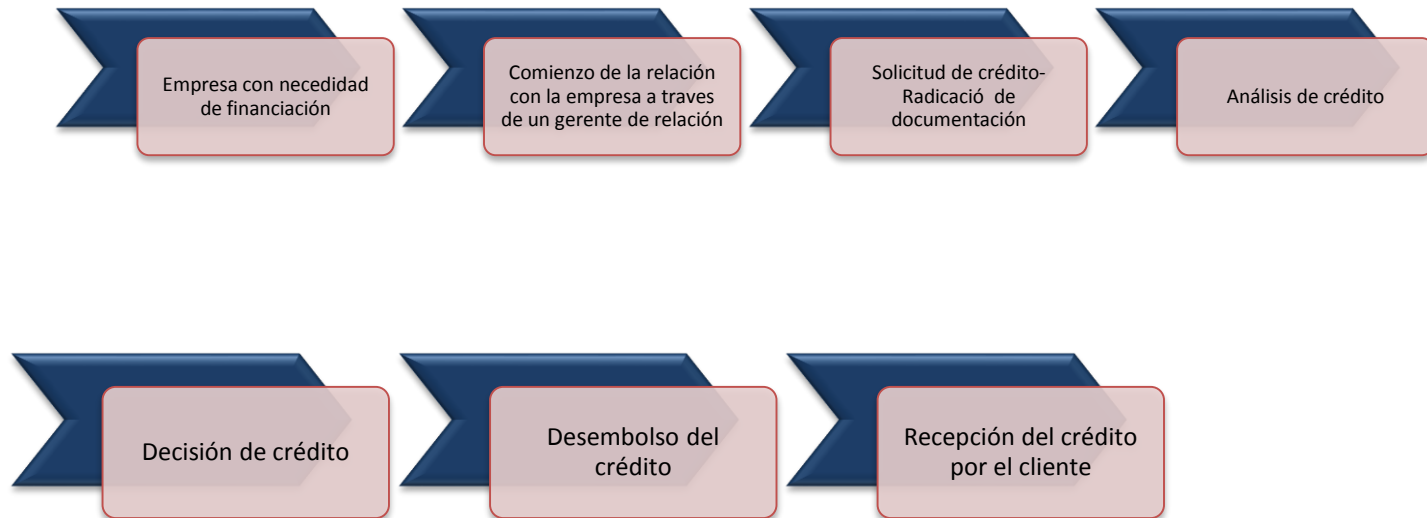 Empresa con necedidad
de financiación
Comienzo de la relación
con la empresa a traves
de un gerente de relación
Solicitud de crédito-
Radicació  de
documentación
Análisis de crédito
Decisión de crédito
Desembolso del
crédito
Recepción del crédito
por el cliente